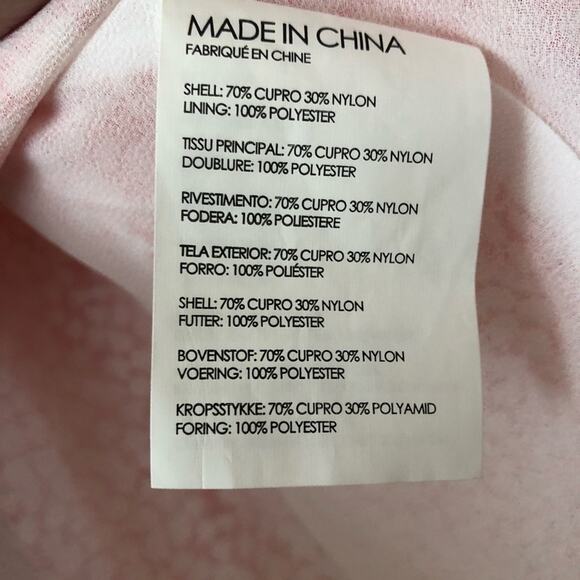 MADE IN CHINA
FABRIQUÉ EN CHINE
SHELL: 70% CUPRO 30% NYLON
LINING: 100% POLYESTER
TISSU PRINCIPAL: 70% CUPRO 30% NYLON
DOUBLURE: 100% POLYESTER
RIVESTIMENTO: 70% CUPRO 30% NYLON
FODERA: 100% POLIESTERE
TELA EXTERIOR: 70% CUPRO 30% NYLON
FORRO: 100% POLIÉSTER
SHELL: 70% CUPRO 30% NYLON
FUTTER: 100% POLYESTER
BOVENSTOF: 70% CUPRO 30% NYLON
VOERING: 100% POLYESTER
KROPSSTYKKE: 70% CUPRO 30% POLYAMID
FORING: 100% POLYESTER